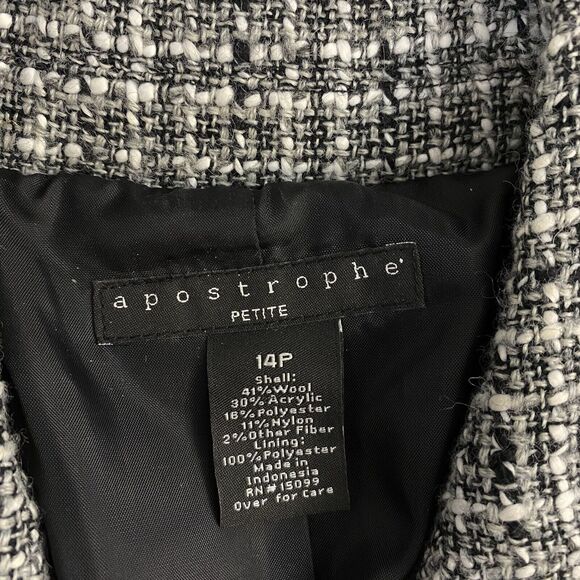 apostrophe'
PETITE
14P
Shell:
41%Wool
30%Acrylic
16%Polyester
11%Nylon
2%Other Fiber
Lining:
100%Polyester
Made in
Indonesia
RN#15099
Over for Care